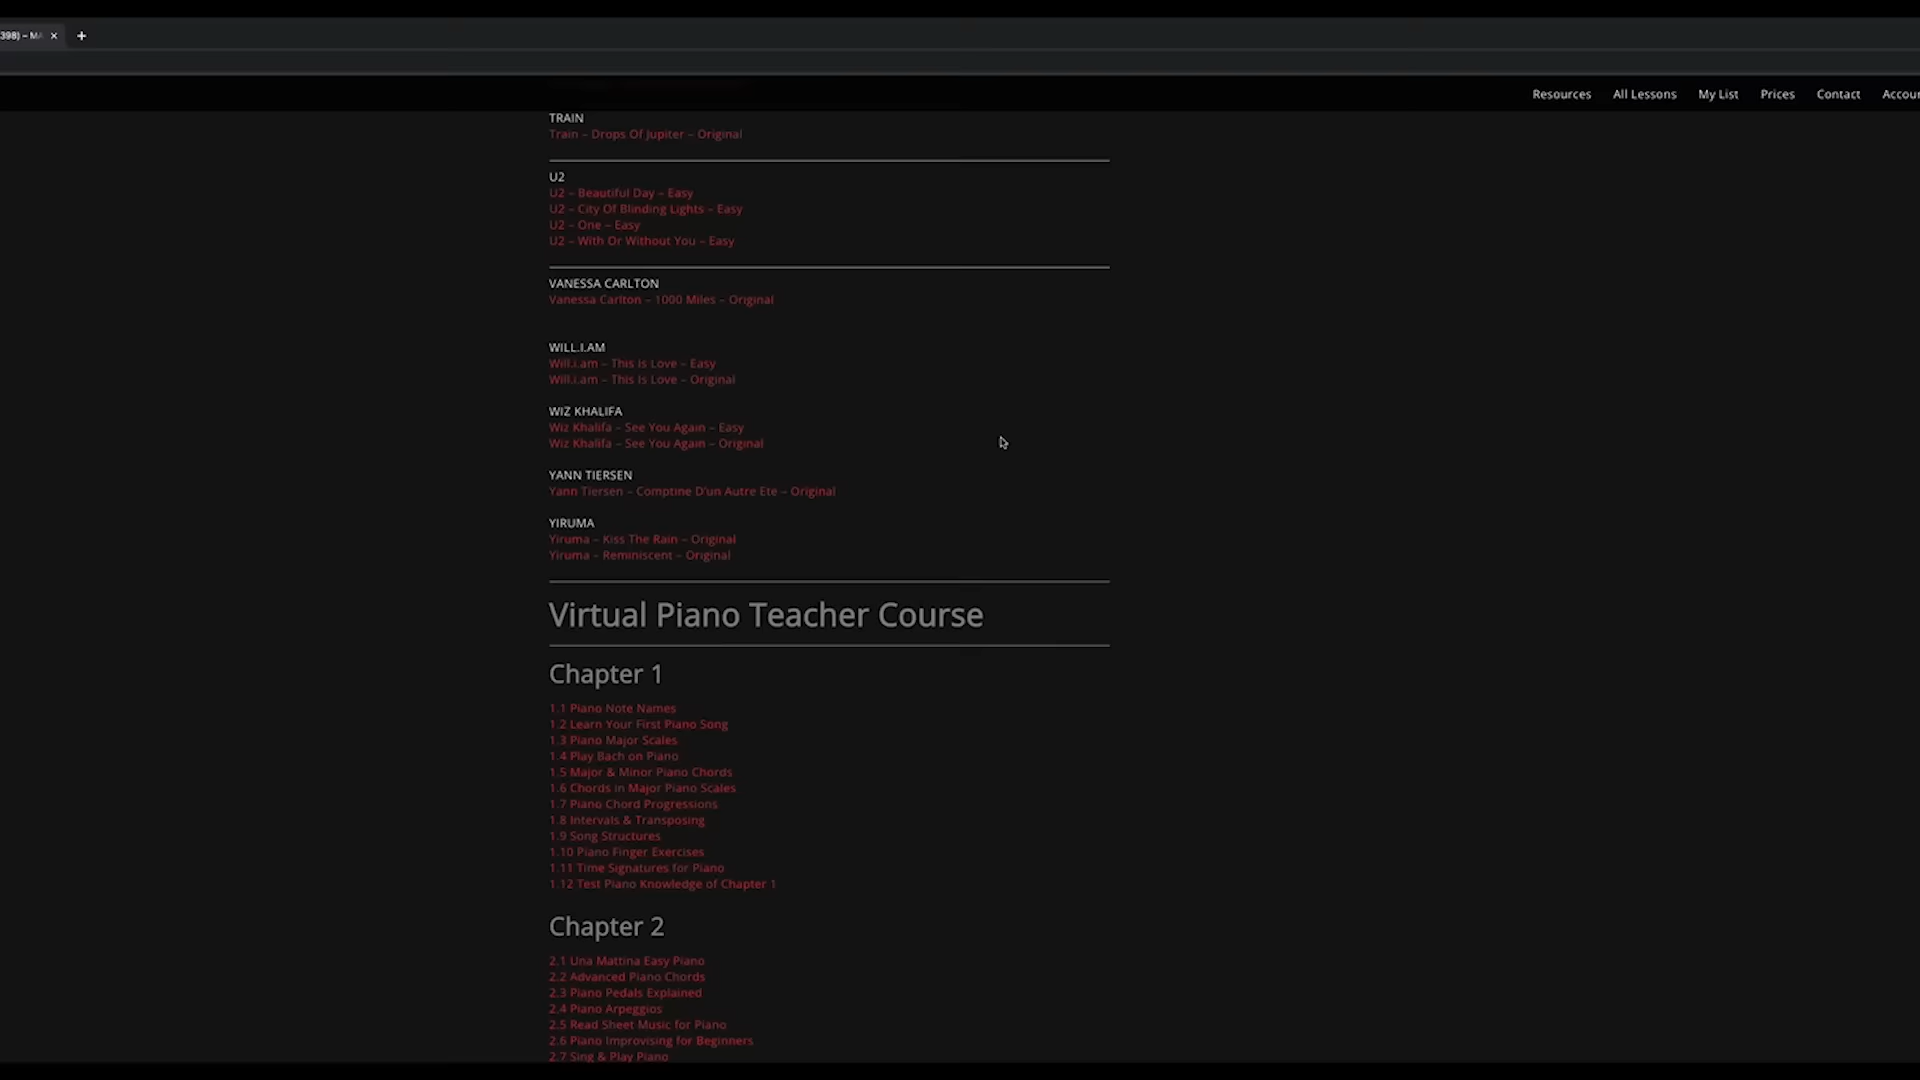 398) – MA
Resources All Lessons My List Prices Contact Accou
TRAIN
Train – Drops Of Jupiter – Original
U2
U2 – Beautiful Day – Easy
U2 – City Of Blinding Lights – Easy
U2 – One – Easy
U2 – With Or Without You – Easy
VANESSA CARLTON
Vanessa Carlton – 1000 Miles – Original
WILL.I.AM
Will.i.am – This Is Love – Easy
Will.i.am – This Is Love – Original
WIZ KHALIFA
Wiz Khalifa – See You Again – Easy
Wiz Khalifa – See You Again – Original
YANN TIERSEN
Yann Tiersen – Comptine D'un Autre Ete – Original
YIRUMA
Yiruma – Kiss The Rain – Original
Yiruma – Reminiscent – Original
Virtual Piano Teacher Course
Chapter 1
1.1 Piano Note Names
1.2 Learn Your First Piano Song
1.3 Piano Major Scales
1.4 Play Bach on Piano
1.5 Major & Minor Piano Chords
1.6 Chords in Major Piano Scales
1.7 Piano Chord Progressions
1.8 Intervals & Transposing
1.9 Song Structures
1.10 Piano Finger Exercises
1.11 Time Signatures for Piano
1.12 Test Piano Knowledge of Chapter 1
Chapter 2
2.1 Una Mattina Easy Piano
2.2 Advanced Piano Chords
2.3 Piano Pedals Explained
2.4 Piano Arpeggios
2.5 Read Sheet Music for Piano
2.6 Piano Improvising for Beginners
2.7 Sing & Play Piano